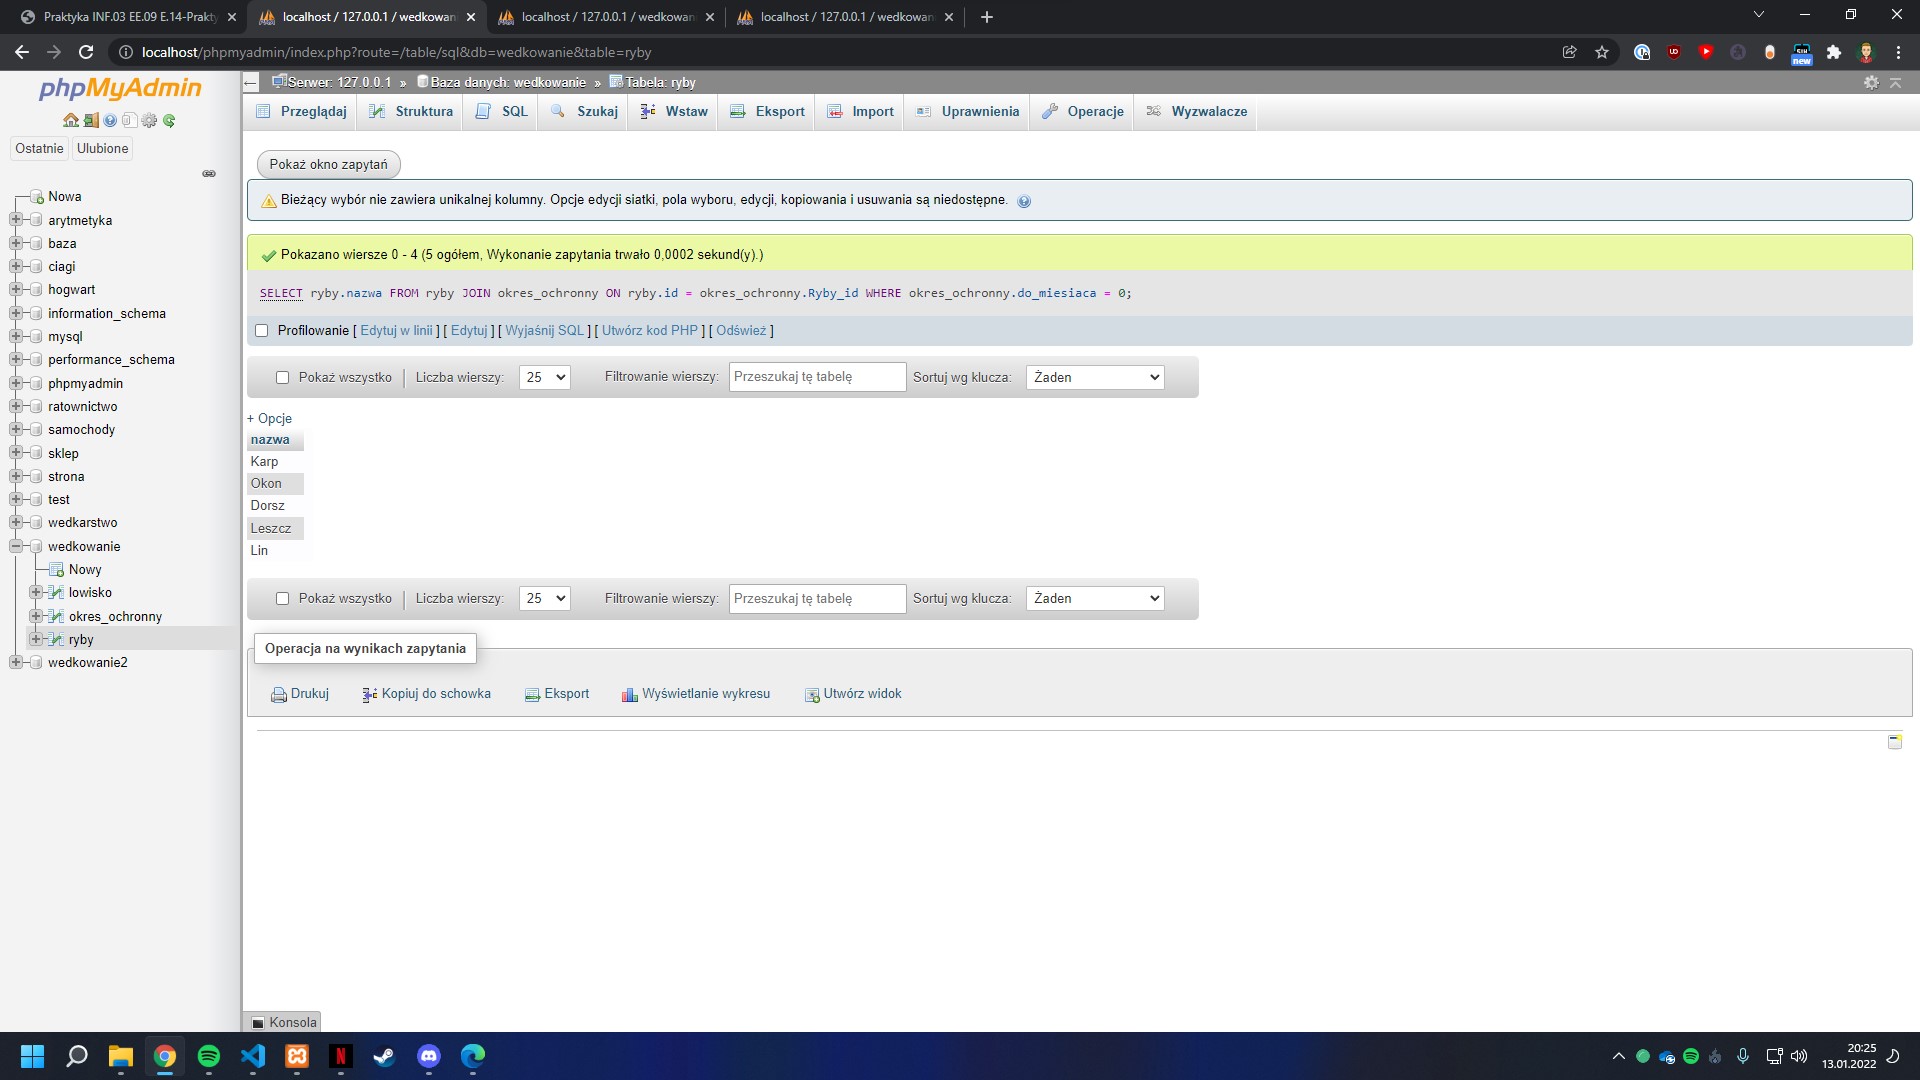 Praktyka INF.03 EE.09 E.14-Prakty
localhost / 127.0.0.1 / wedkowan
localhost / 127.0.0.1 / wedkowan
localhost / 127.0.0.1 / wedkowan
localhost/phpmyadmin/index.php?route=/table/sql&db=wedkowanie&table=ryby
new
phpMyAdmin
Ostatnie
Ulubione
Nowa
arytmetyka
baza
ciagi
hogwart
information_schema
mysql
performance_schema
phpmyadmin
ratownictwo
samochody
sklep
strona
test
wedkarstwo
wedkowanie
Nowy
lowisko
okres_ochronny
ryby
wedkowanie2
Serwer: 127.0.0.1 » Baza danych: wedkowanie » Tabela: ryby
Przeglądaj Struktura SQL Szukaj Wstaw Eksport Import Uprawnienia Operacje Wyzwalacze
Pokaż okno zapytań
Bieżący wybór nie zawiera unikalnej kolumny. Opcje edycji siatki, pola wyboru, edycji, kopiowania i usuwania są niedostępne.
Pokazano wiersze 0 - 4 (5 ogółem, Wykonanie zapytania trwało 0,0002 sekund(y).)
SELECT ryby.nazwa FROM ryby JOIN okres_ochronny ON ryby.id = okres_ochronny.Ryby_id WHERE okres_ochronny.do_miesiaca = 0;
Profilowanie [ Edytuj w linii ] [ Edytuj ] [ Wyjaśnij SQL ] [ Utwórz kod PHP ] [ Odśwież ]
Pokaż wszystko | Liczba wierszy: 25 Filtrowanie wierszy: Przeszukaj tę tabelę Sortuj wg klucza: Żaden
+ Opcje
nazwa
Karp
Okon
Dorsz
Leszcz
Lin
Pokaż wszystko | Liczba wierszy: 25 Filtrowanie wierszy: Przeszukaj tę tabelę Sortuj wg klucza: Żaden
Operacja na wynikach zapytania
Drukuj Kopiuj do schowka Eksport Wyświetlanie wykresu Utwórz widok
Konsola
20:25
13.01.2022